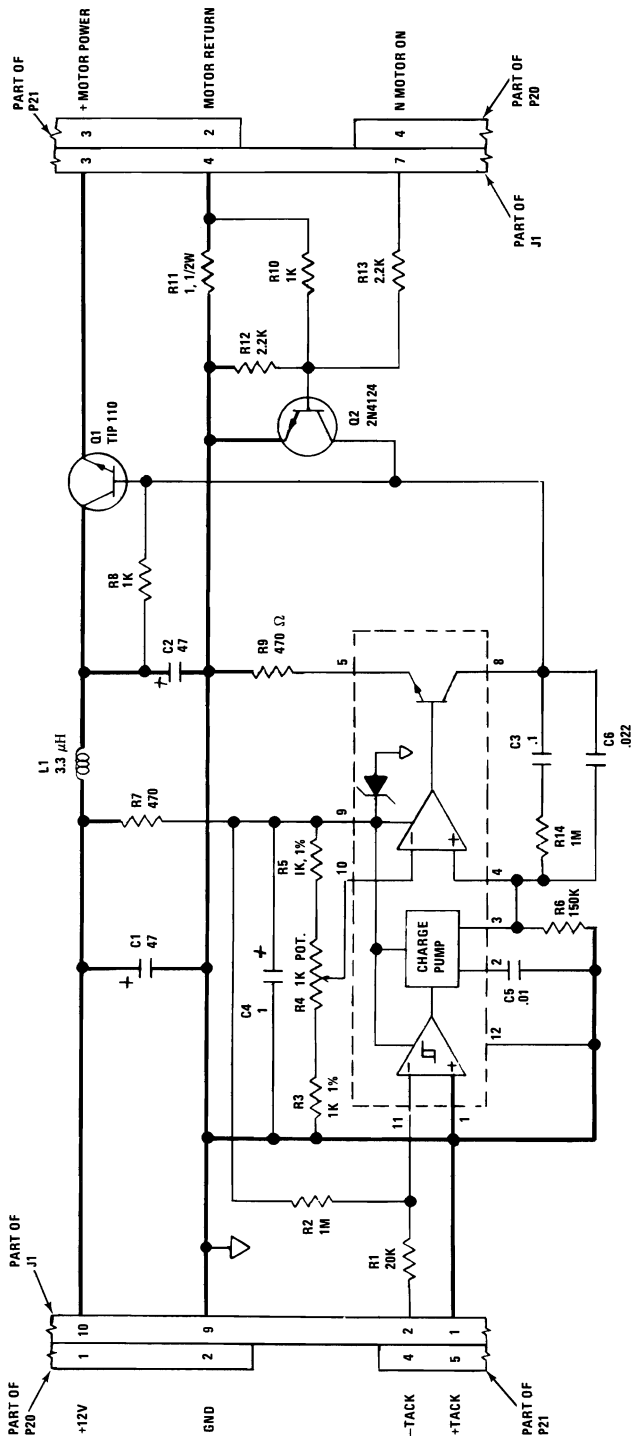 PART OF
P20
PART OF
J1
+12V
1
10
GND
2
9
−TACK
4
2
+TACK
5
1
PART OF
P21
C1
47
+
L1
3.3 µH
R7
470
C2
47
+
R8
1K
Q1
TIP 110
R9
470 Ω
R2
1M
R1
20K
C4
1
+
R3
1K 1%
R4 1K POT.
R5
IK, 1%
11
1
12
10
9
5
8
4
3
2
−
+
−
+
CHARGE
PUMP
C5
.01
R6
150K
R14
1M
C3
.1
C6
.022
Q2
2N4124
R12
2.2K
R11
1, 1/2W
R10
1K
R13
2.2K
PART OF
P21
3
3
+ MOTOR POWER
4
2
MOTOR RETURN
7
4
N MOTOR ON
PART OF
P20
PART OF
J1